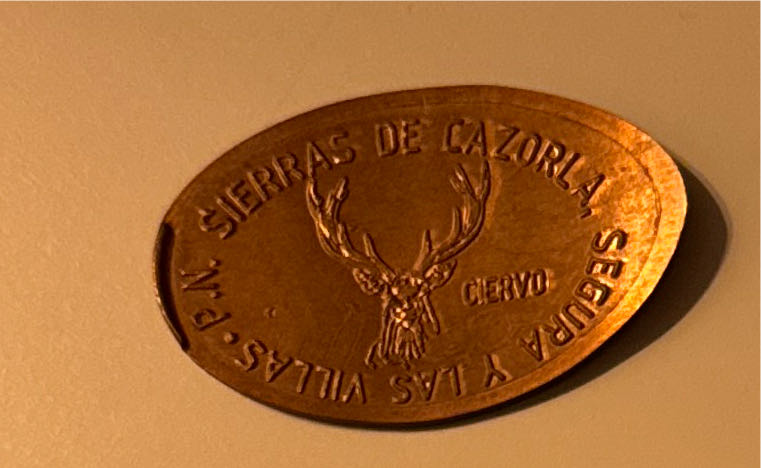 P.N. SIERRAS DE CAZORLA, SEGURA Y LAS VILLAS.
CIERVO